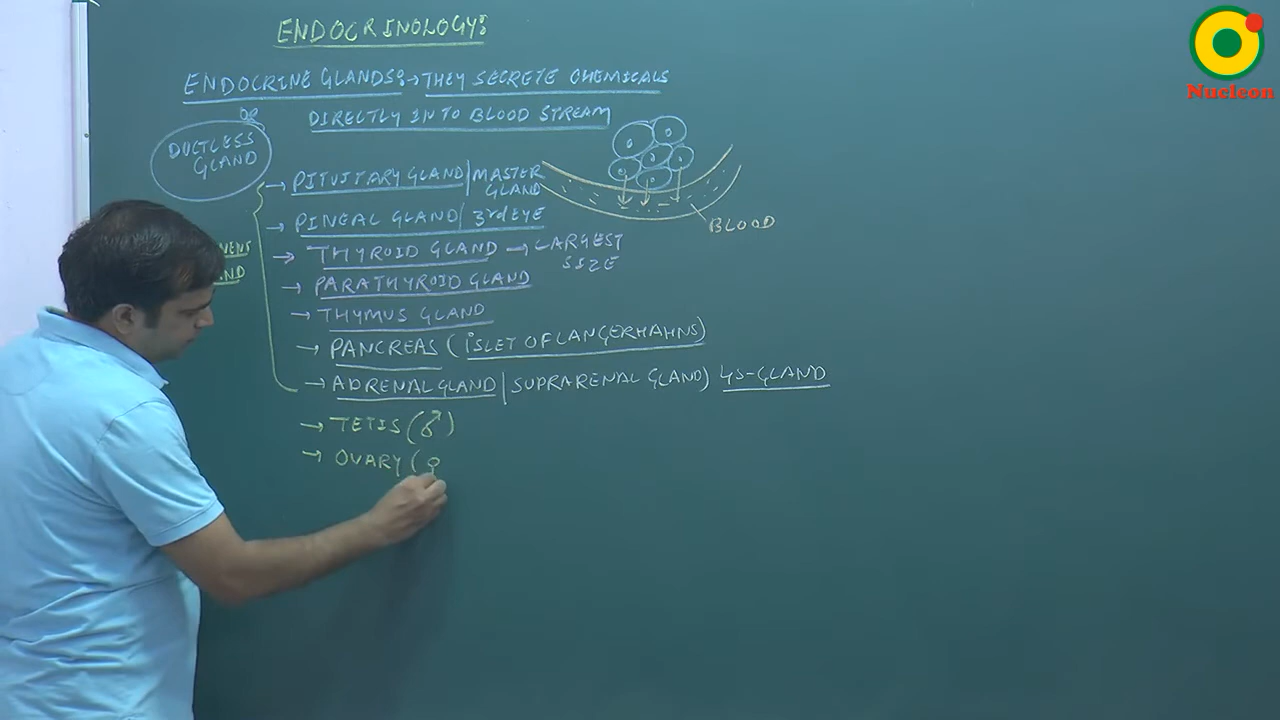 ENDOCRINOLOGY:
ENDOCRINE GLANDS:→ THEY SECRETE CHEMICALS
OR
DIRECTLY INTO BLOOD STREAM
DUCTLESS
GLAND
→ PITUITARY GLAND/MASTER
GLAND
→ PINEAL GLAND/3rd EYE
→ THYROID GLAND → LARGEST
SIZE
→ PARATHYROID GLAND
→ THYMUS GLAND
→ PANCREAS (ISLET OF LANGERHAHNS)
→ ADRENAL GLAND/SUPRARENAL GLAND) 4S-GLAND
→ TETIS (♂)
→ OVARY (♀
BLOOD
Nucleon